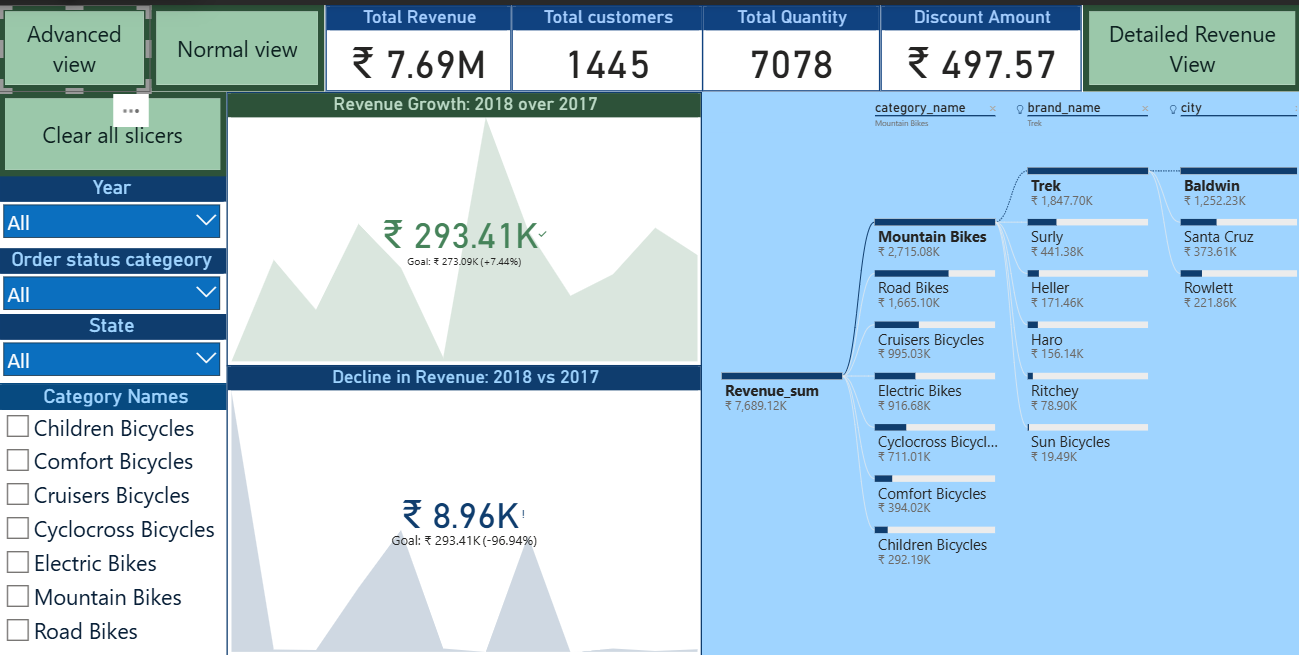 Advanced
view
Normal view
Total Revenue
₹ 7.69M
Total customers
1445
Total Quantity
7078
Discount Amount
₹ 497.57
Detailed Revenue
View
Clear all slicers
Year
All
Order status categeory
All
State
All
Category Names
Children Bicycles
Comfort Bicycles
Cruisers Bicycles
Cyclocross Bicycles
Electric Bikes
Mountain Bikes
Road Bikes
Revenue Growth: 2018 over 2017
₹ 293.41K
Goal: ₹ 273.09K (+7.44%)
Decline in Revenue: 2018 vs 2017
₹ 8.96K!
Goal: ₹ 293.41K (-96.94%)
category_name
Mountain Bikes
brand_name
Trek
city
Revenue_sum
₹ 7,689.12K
Mountain Bikes
₹ 2,715.08K
Road Bikes
₹ 1,665.10K
Cruisers Bicycles
₹ 995.03K
Electric Bikes
₹ 916.68K
Cyclocross Bicycl...
₹ 711.01K
Comfort Bicycles
₹ 394.02K
Children Bicycles
₹ 292.19K
Trek
₹ 1,847.70K
Surly
₹ 441.38K
Heller
₹ 171.46K
Haro
₹ 156.14K
Ritchey
₹ 78.90K
Sun Bicycles
₹ 19.49K
Baldwin
₹ 1,252.23K
Santa Cruz
₹ 373.61K
Rowlett
₹ 221.86K